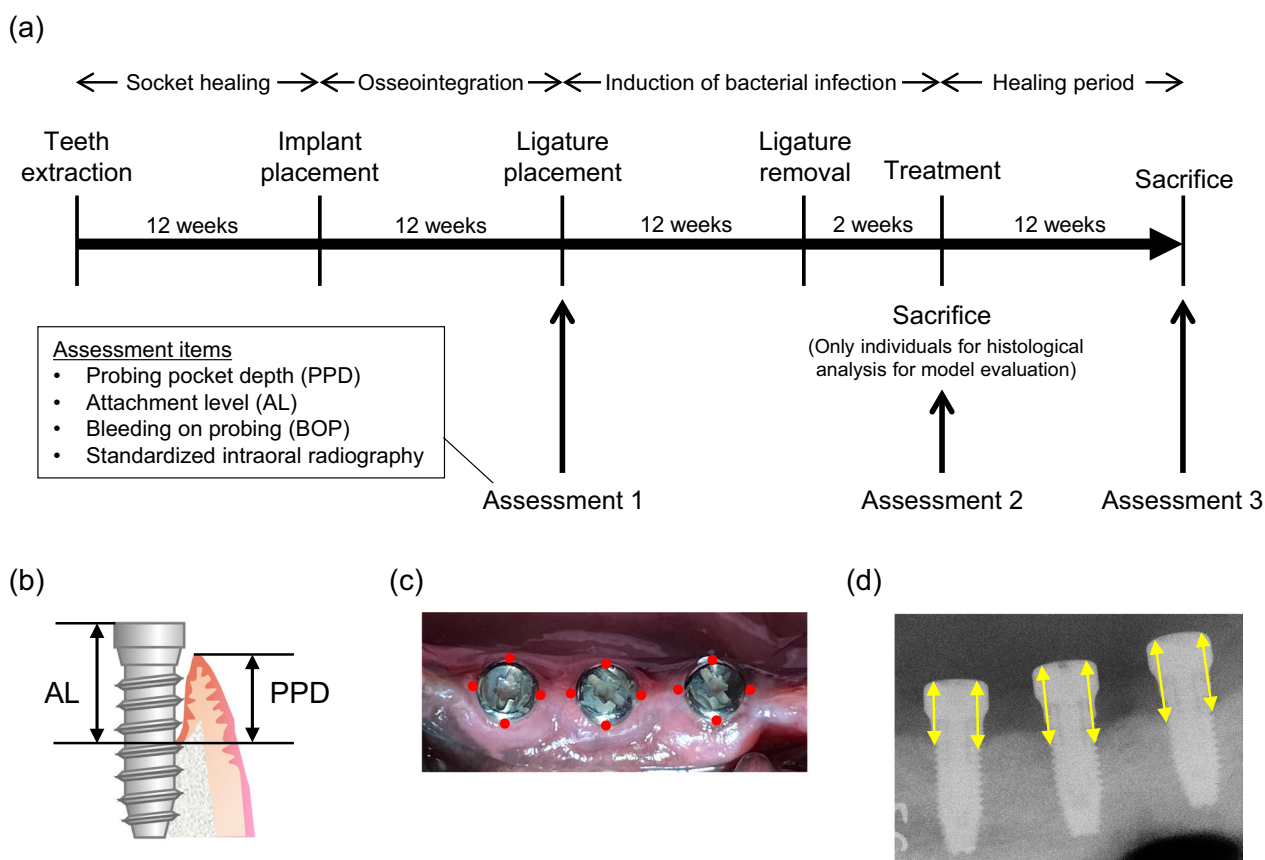 (a)
Socket healing
Osseointegration
Induction of bacterial infection
Healing period
Teeth
extraction
Implant
placement
Ligature
placement
Ligature
removal
Treatment
Sacrifice
12 weeks
12 weeks
12 weeks
2 weeks
12 weeks
Sacrifice
(Only individuals for histological
analysis for model evaluation)
Assessment items
• Probing pocket depth (PPD)
• Attachment level (AL)
• Bleeding on probing (BOP)
• Standardized intraoral radiography
Assessment 1
Assessment 2
Assessment 3
(b)
AL
PPD
(c)
(d)